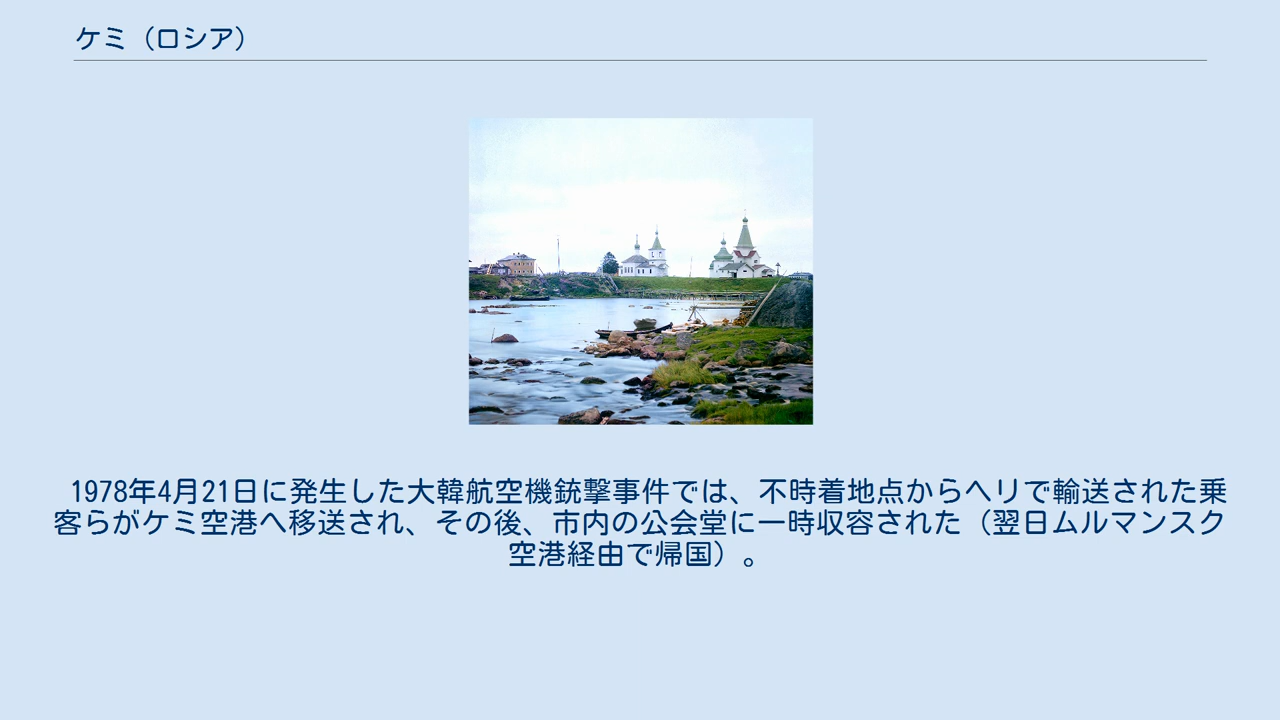 ケミ（ロシア）
1978年4月21日に発生した大韓航空機銃撃事件では、不時着地点からヘリで輸送された乗
客らがケミ空港へ移送され、その後、市内の公会堂に一時収容された（翌日ムルマンスク
空港経由で帰国）。